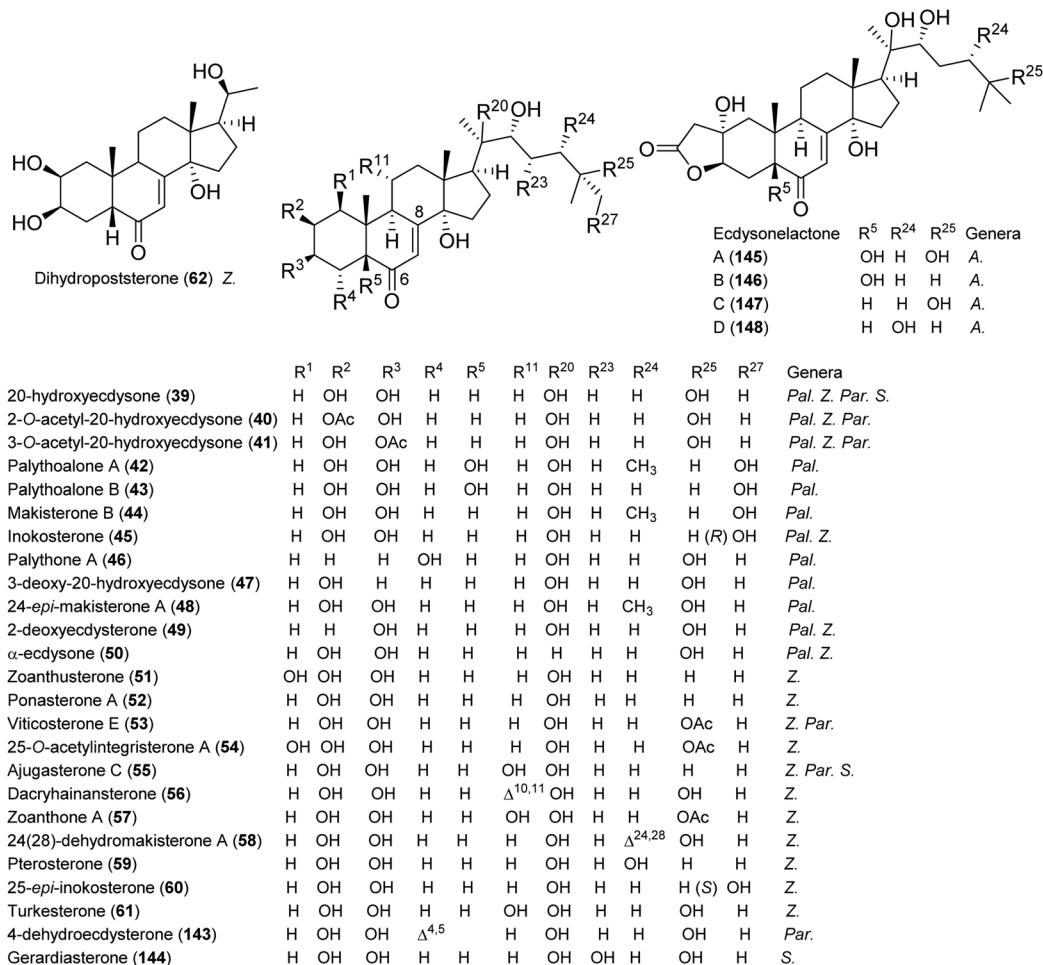 HO
HO
HO
H
H
OH
O
Dihydropoststerone (62) Z.
R²⁰
OH
R²⁴
R¹¹
R¹
R²⁵
H
R²³
R²
R²⁷
8
H
OH
R³
R⁵
6
R⁴
O
OH
OH
R²⁴
R²⁵
OH
H
O
H
OH
O
R⁵
O
Ecdysonelactone R⁵ R²⁴ R²⁵ Genera
A (145) OH H OH A.
B (146) OH H H A.
C (147) H H OH A.
D (148) H OH H A.
R¹ R² R³ R⁴ R⁵ R¹¹ R²⁰ R²³ R²⁴ R²⁵ R²⁷ Genera
20-hydroxyecdysone (39) H OH OH H H H OH H H OH H Pal. Z. Par. S.
2-O-acetyl-20-hydroxyecdysone (40) H OAc OH H H H OH H H OH H Pal. Z. Par.
3-O-acetyl-20-hydroxyecdysone (41) H OH OAc H H H OH H H OH H Pal. Z. Par.
Palythoalone A (42) H OH OH H OH H OH H CH₃ H OH Pal.
Palythoalone B (43) H OH OH H OH H OH H H H OH Pal.
Makisterone B (44) H OH OH H H H OH H CH₃ H OH Pal.
Inokosterone (45) H OH OH H H H OH H H H (R) OH Pal. Z.
Palythone A (46) H H H OH H H OH H H OH H Pal.
3-deoxy-20-hydroxyecdysone (47) H OH H H H H OH H H OH H Pal.
24-epi-makisterone A (48) H OH OH H H H OH H CH₃ OH H Pal.
2-deoxyecdysterone (49) H H OH H H H OH H H OH H Pal. Z.
α-ecdysone (50) H OH OH H H H H H H OH H Pal. Z.
Zoanthusterone (51) OH OH OH H H H OH H H H H Z.
Ponasterone A (52) H OH OH H H H OH H H H H Z.
Viticosterone E (53) H OH OH H H H OH H H OAc H Z. Par.
25-O-acetylintegristerone A (54) OH OH OH H H H OH H H OAc H Z.
Ajugasterone C (55) H OH OH H H OH OH H H H H Z. Par. S.
Dacryhainansterone (56) H OH OH H H Δ¹⁰,¹¹ OH H H OH H Z.
Zoanthone A (57) H OH OH H H OH OH H H OAc H Z.
24(28)-dehydromakisterone A (58) H OH OH H H H OH H Δ²⁴,²⁸ OH H Z.
Pterosterone (59) H OH OH H H H OH H OH H H Z.
25-epi-inokosterone (60) H OH OH H H H OH H H H (S) OH Z.
Turkesterone (61) H OH OH H H OH OH H H OH H Z.
4-dehydroecdysterone (143) H OH OH Δ⁴,⁵ H OH H H OH H Par.
Gerardiasterone (144) H OH OH H H H OH OH H OH H S.